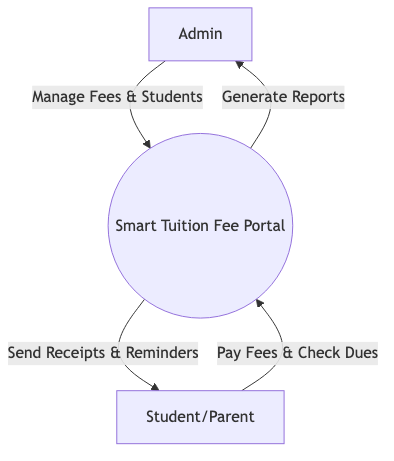 Admin
Manage Fees & Students
Generate Reports
Smart Tuition Fee Portal
Send Receipts & Reminders
Pay Fees & Check Dues
Student/Parent